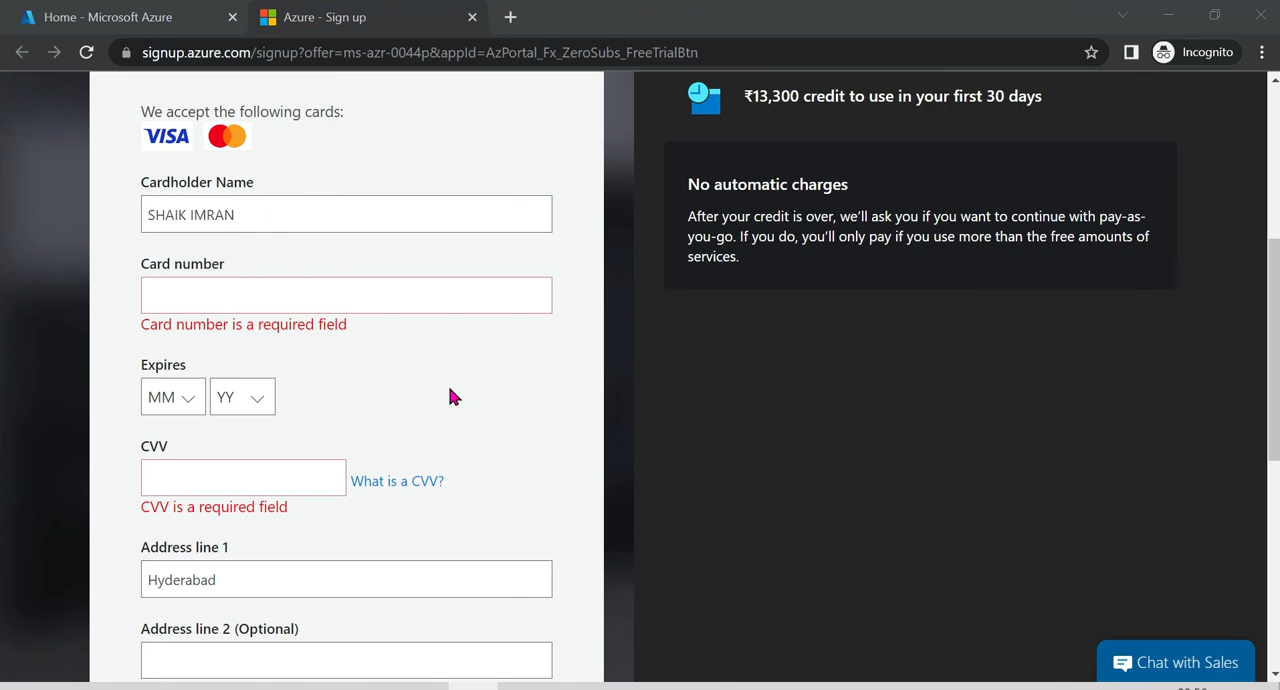 Home - Microsoft Azure
Azure - Sign up
signup.azure.com/signup?offer=ms-azr-0044p&appId=AzPortal_Fx_ZeroSubs_FreeTrialBtn
Incognito
We accept the following cards:
VISA
Cardholder Name
SHAIK IMRAN
Card number
Card number is a required field
Expires
MM
YY
CVV
What is a CVV?
CVV is a required field
Address line 1
Hyderabad
Address line 2 (Optional)
₹13,300 credit to use in your first 30 days
No automatic charges
After your credit is over, we'll ask you if you want to continue with pay-as-
you-go. If you do, you'll only pay if you use more than the free amounts of
services.
Chat with Sales